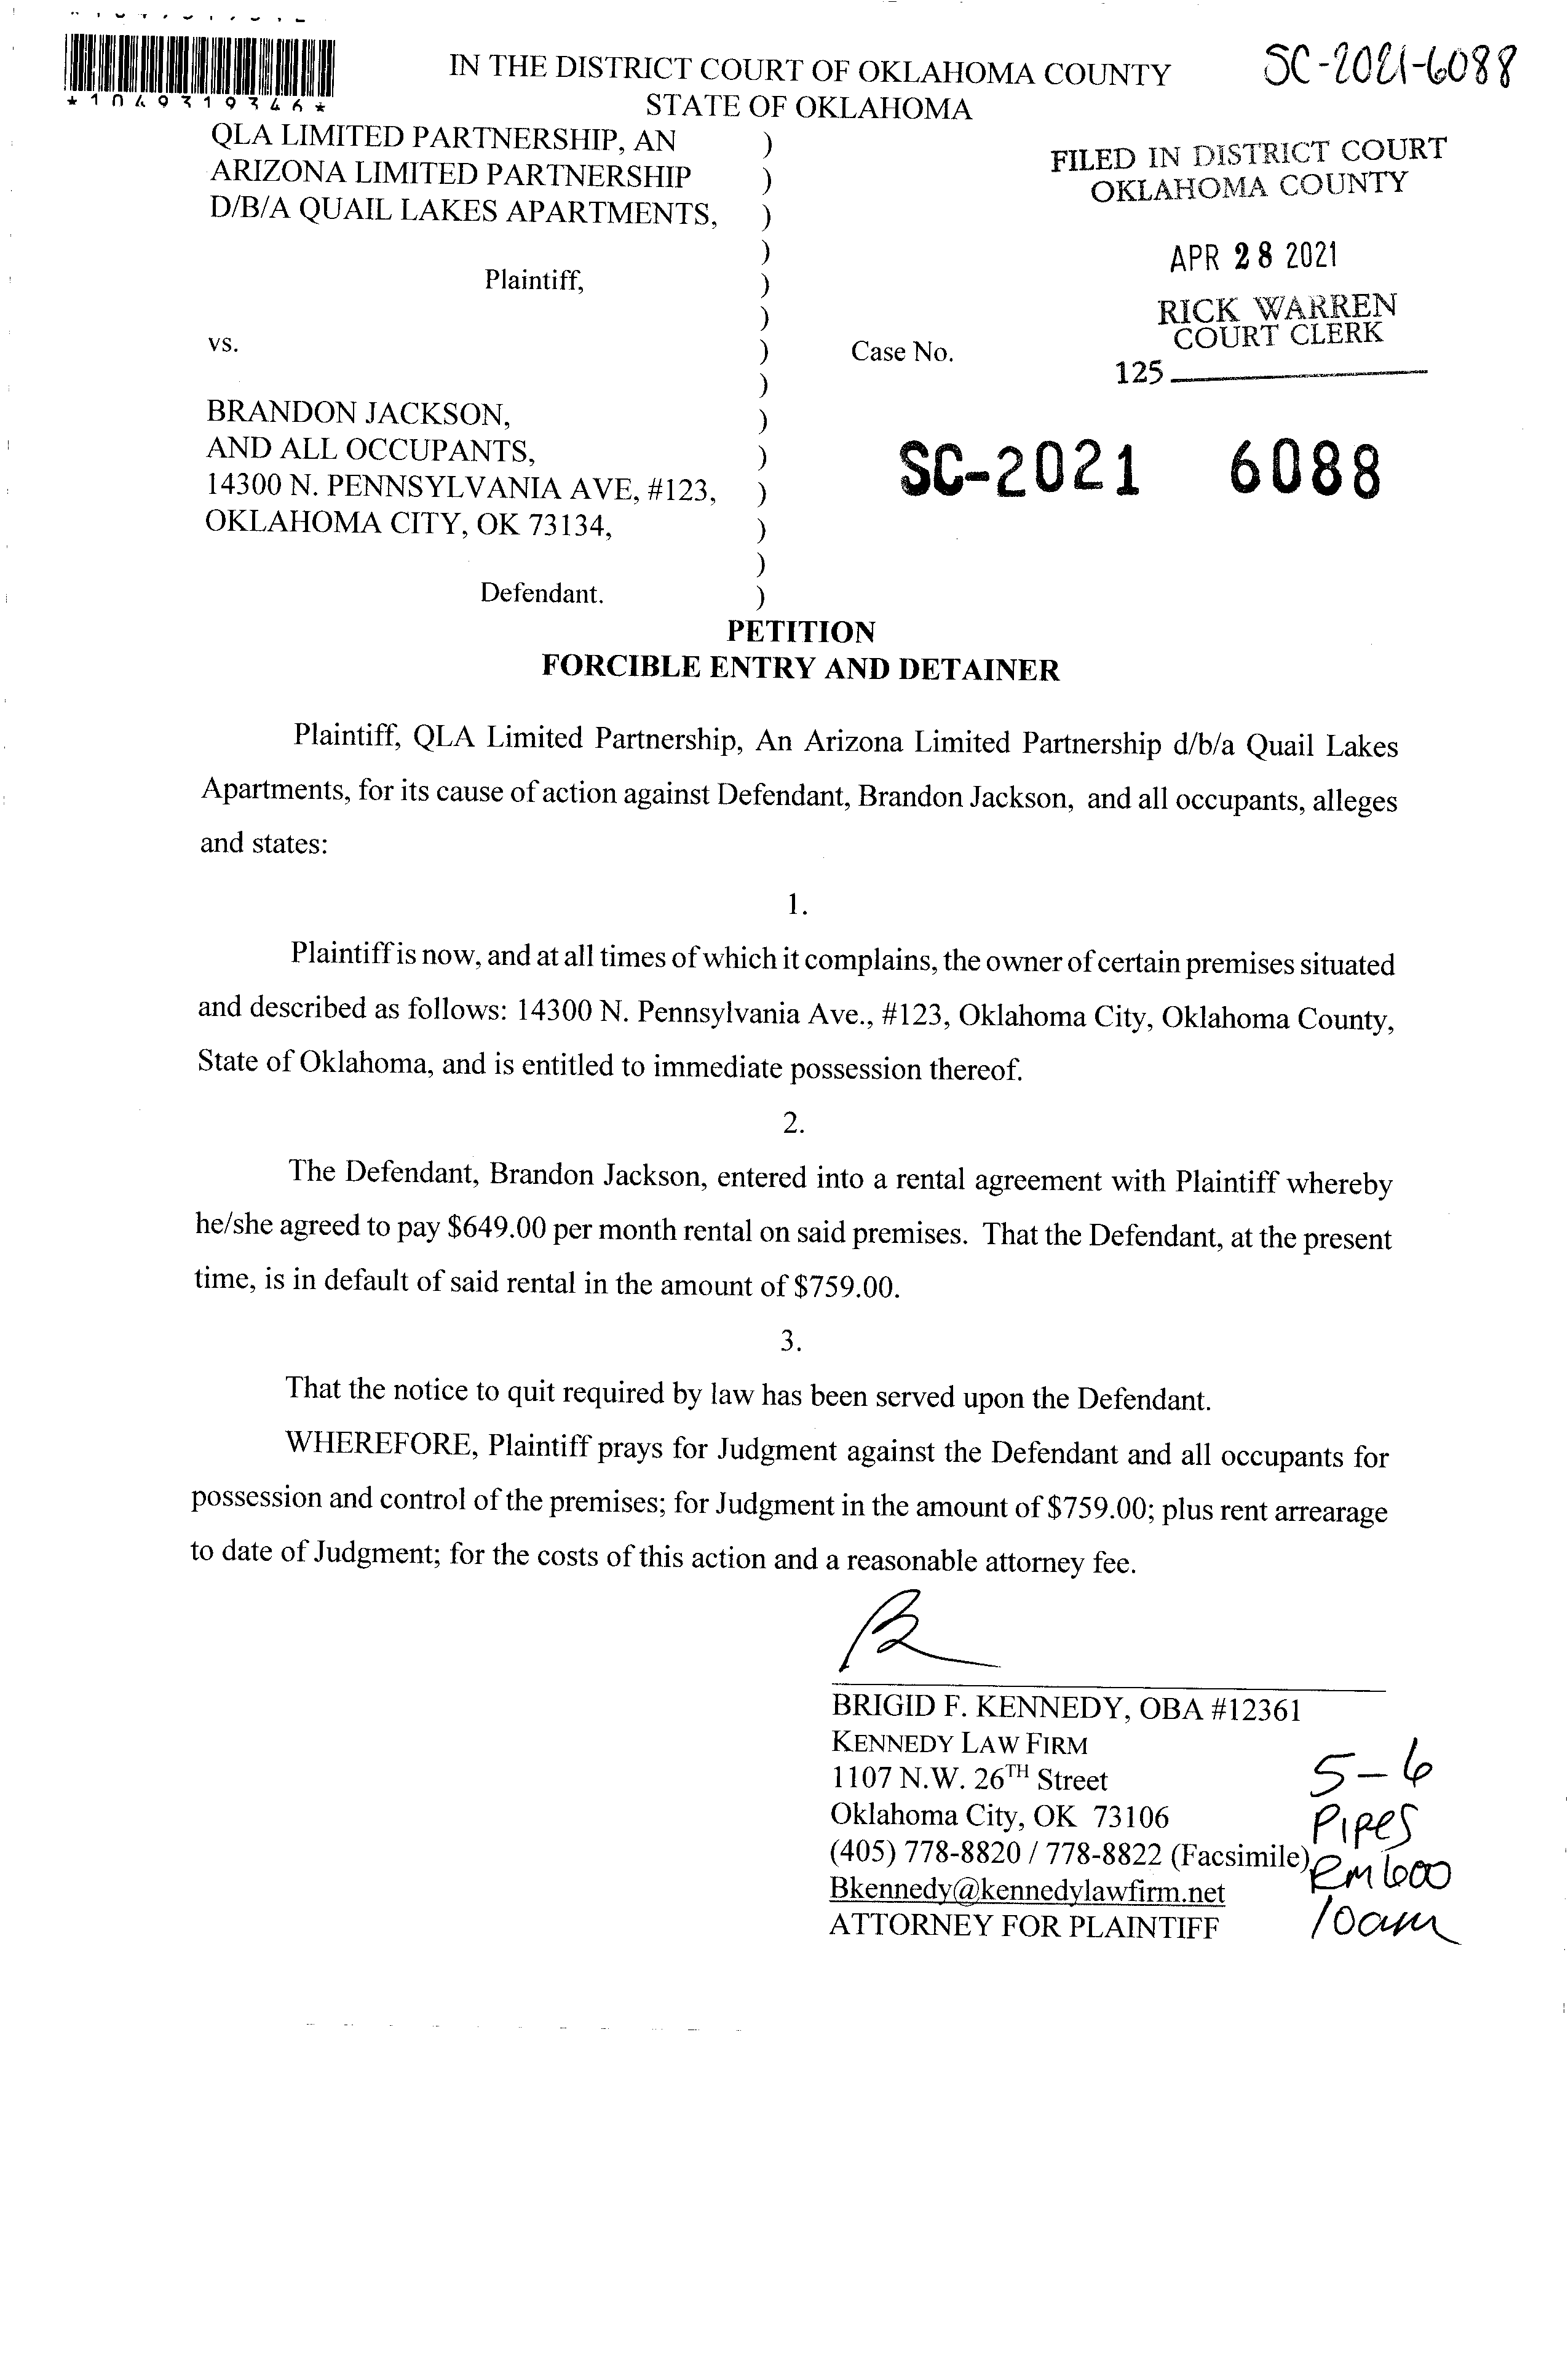 IN THE DISTRICT COURT OF OKLAHOMA COUNTY
STATE OF OKLAHOMA
SC-2021-6088
*1049319346*
QLA LIMITED PARTNERSHIP, AN )
ARIZONA LIMITED PARTNERSHIP )
D/B/A QUAIL LAKES APARTMENTS, )
)
Plaintiff, )
)
vs. ) Case No.
)
BRANDON JACKSON, )
AND ALL OCCUPANTS, )
14300 N. PENNSYLVANIA AVE, #123, )
OKLAHOMA CITY, OK 73134, )
)
Defendant. )
FILED IN DISTRICT COURT
OKLAHOMA COUNTY
APR 28 2021
RICK WARREN
COURT CLERK
125
SC-2021 6088
PETITION
FORCIBLE ENTRY AND DETAINER
Plaintiff, QLA Limited Partnership, An Arizona Limited Partnership d/b/a Quail Lakes
Apartments, for its cause of action against Defendant, Brandon Jackson, and all occupants, alleges
and states:
1.
Plaintiff is now, and at all times of which it complains, the owner of certain premises situated
and described as follows: 14300 N. Pennsylvania Ave., #123, Oklahoma City, Oklahoma County,
State of Oklahoma, and is entitled to immediate possession thereof.
2.
The Defendant, Brandon Jackson, entered into a rental agreement with Plaintiff whereby
he/she agreed to pay $649.00 per month rental on said premises. That the Defendant, at the present
time, is in default of said rental in the amount of $759.00.
3.
That the notice to quit required by law has been served upon the Defendant.
WHEREFORE, Plaintiff prays for Judgment against the Defendant and all occupants for
possession and control of the premises; for Judgment in the amount of $759.00; plus rent arrearage
to date of Judgment; for the costs of this action and a reasonable attorney fee.
BRIGID F. KENNEDY, OBA #12361
KENNEDY LAW FIRM
1107 N.W. 26TH Street
Oklahoma City, OK 73106
(405) 778-8820 / 778-8822 (Facsimile)
Bkennedy@kennedylawfirm.net
ATTORNEY FOR PLAINTIFF
5-6
Pipes
Rm 600
10am